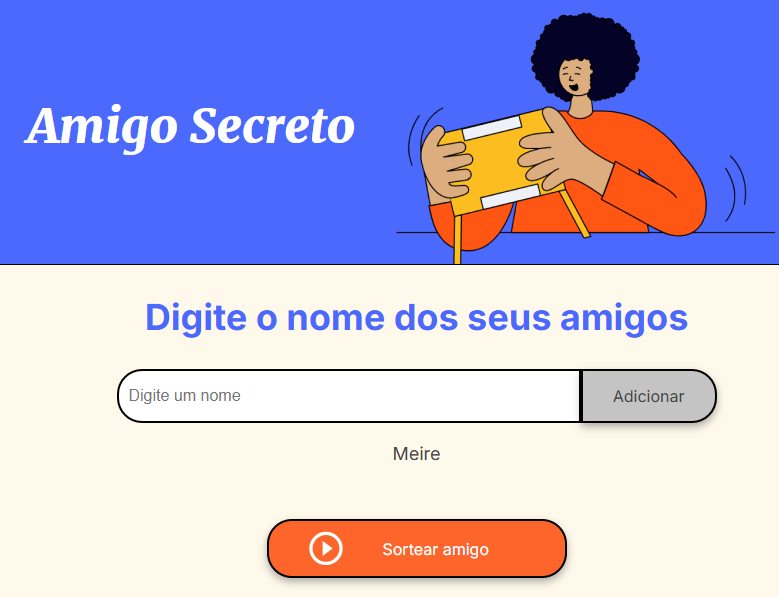 Amigo Secreto
Digite o nome dos seus amigos
Digite um nome
Adicionar
Meire
Sortear amigo